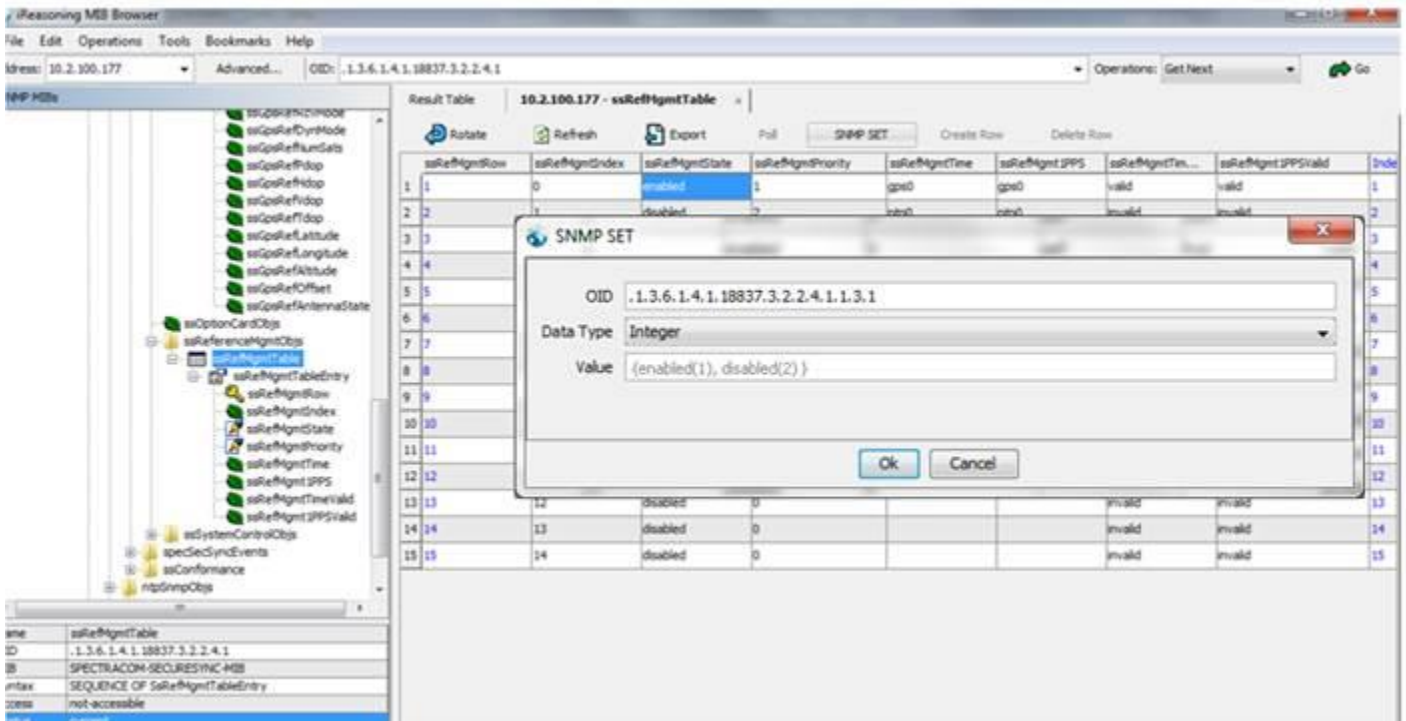 iReasoning MIB Browser
File Edit Operations Tools Bookmarks Help
ddress: 10.2.100.177 Advanced... OID: .1.3.6.1.4.1.18837.3.2.2.4.1 Operations: Get Next Go
NMP MIBs
ssGpsRefRcvMode
ssGpsRefDynMode
ssGpsRefNumSats
ssGpsRefPdop
ssGpsRefHdop
ssGpsRefVdop
ssGpsRefTdop
ssGpsRefLatitude
ssGpsRefLongitude
ssGpsRefAltitude
ssGpsRefOffset
ssGpsRefAntennaState
ssOptionCardObjs
ssReferenceMgmtObjs
ssRefMgmtTable
ssRefMgmtTableEntry
ssRefMgmtRow
ssRefMgmtIndex
ssRefMgmtState
ssRefMgmtPriority
ssRefMgmtTime
ssRefMgmt1PPS
ssRefMgmtTimeValid
ssRefMgmt1PPSValid
ssSystemControlObjs
specSecSyncEvents
ssConformance
ntpSnmpObjs
ame ssRefMgmtTable
ID .1.3.6.1.4.1.18837.3.2.2.4.1
IB SPECTRACOM-SECURESYNC-MIB
yntax SEQUENCE OF SsRefMgmtTableEntry
ccess not-accessible
Result Table 10.2.100.177 - ssRefMgmtTable
Rotate Refresh Export Poll SNMP SET Create Row Delete Row
ssRefMgmtRow ssRefMgmtIndex ssRefMgmtState ssRefMgmtPriority ssRefMgmtTime ssRefMgmt1PPS ssRefMgmtTim... ssRefMgmt1PPSValid Inde
1 1 0 enabled 1 gps0 gps0 valid valid 1
2 2 1 disabled 2 ntp0 ntp0 invalid invalid 2
3 3 3
4 4 4
5 5 5
6 6 6
7 7 7
8 8 8
9 9 9
10 10 10
11 11 11
12 12 12
13 13 12 disabled 0 invalid invalid 13
14 14 13 disabled 0 invalid invalid 14
15 15 14 disabled 0 invalid invalid 15
SNMP SET
OID .1.3.6.1.4.1.18837.3.2.2.4.1.1.3.1
Data Type Integer
Value {enabled(1), disabled(2) }
Ok Cancel